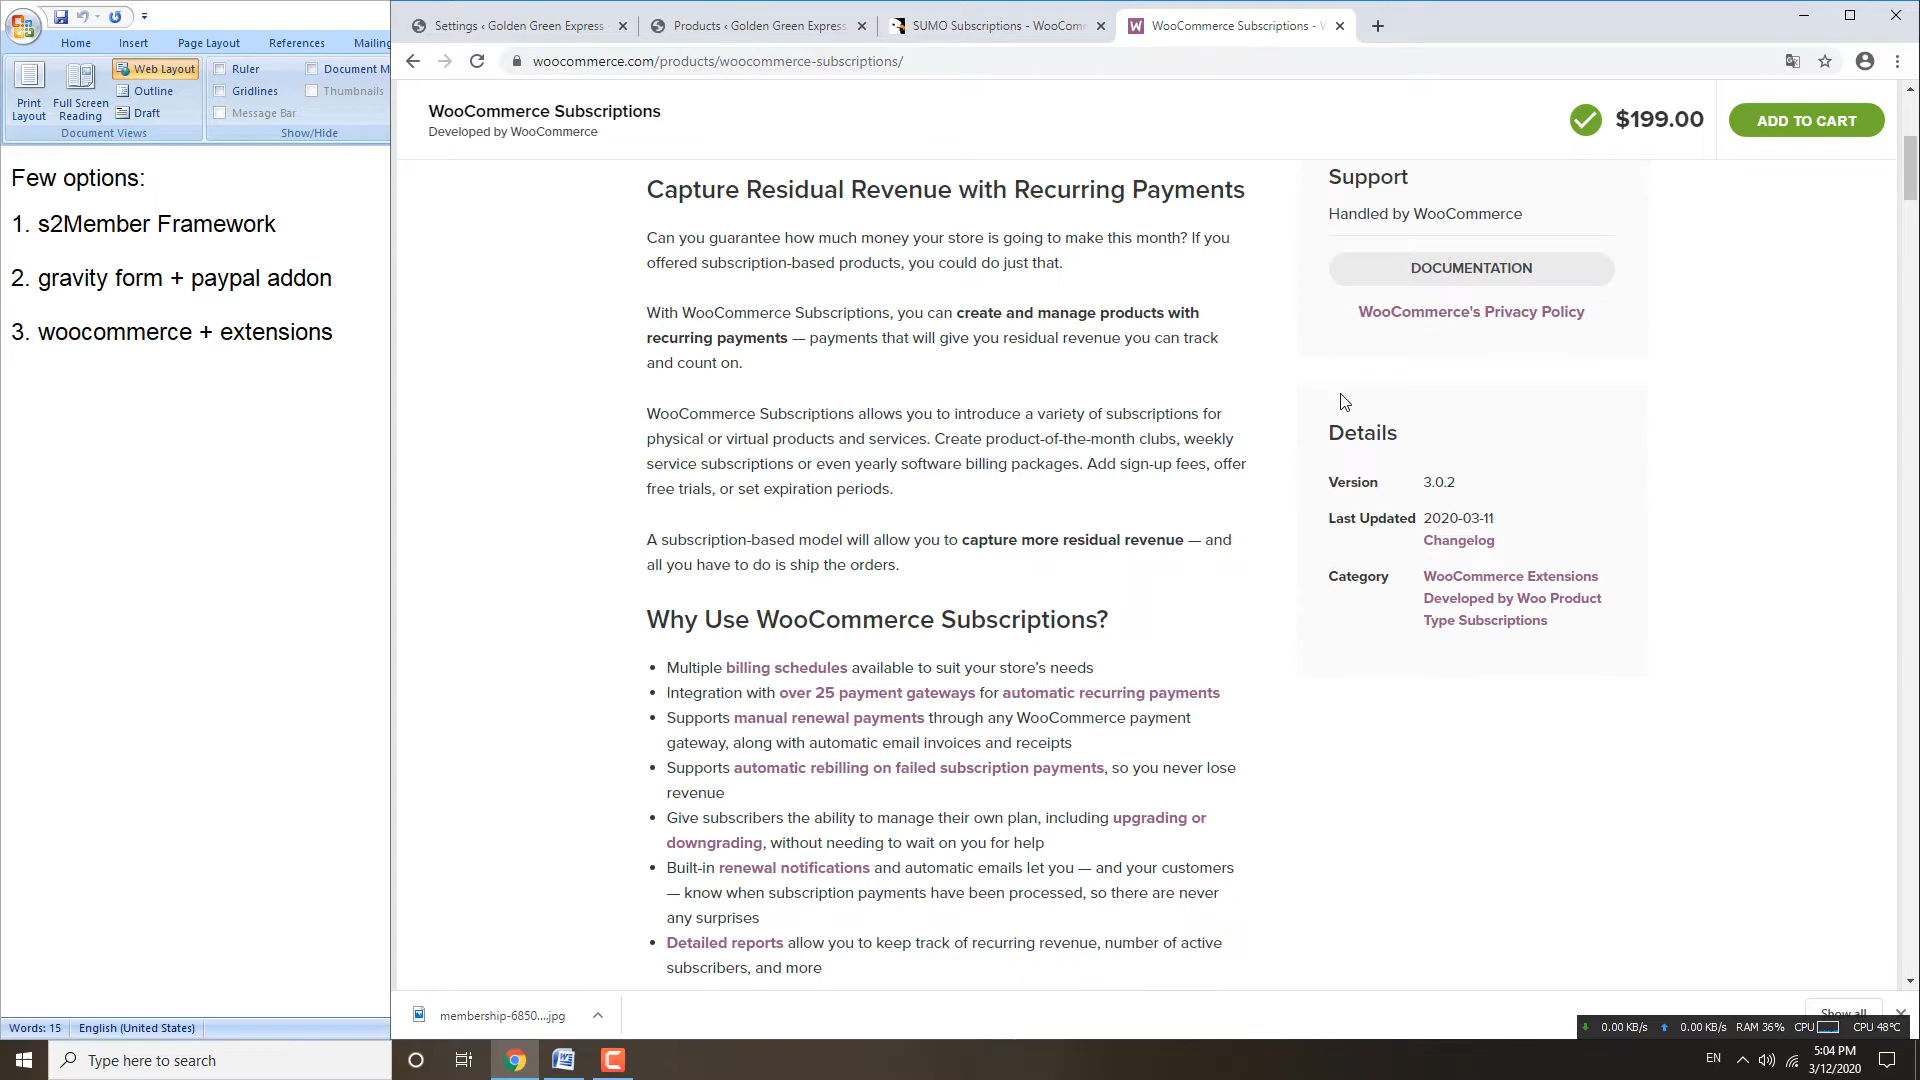 Home Insert Page Layout References Mailing
Print Layout
Full Screen Reading
Web Layout
Outline
Draft
Document Views
Ruler
Gridlines
Message Bar
Document M
Thumbnails
Show/Hide
Few options:
1. s2Member Framework
2. gravity form + paypal addon
3. woocommerce + extensions
Words: 15 English (United States)
Settings ‹ Golden Green Express
Products ‹ Golden Green Express
SUMO Subscriptions - WooComm
WooCommerce Subscriptions - W
woocommerce.com/products/woocommerce-subscriptions/
WooCommerce Subscriptions
Developed by WooCommerce
$199.00
ADD TO CART
Capture Residual Revenue with Recurring Payments
Can you guarantee how much money your store is going to make this month? If you
offered subscription-based products, you could do just that.
With WooCommerce Subscriptions, you can create and manage products with
recurring payments — payments that will give you residual revenue you can track
and count on.
WooCommerce Subscriptions allows you to introduce a variety of subscriptions for
physical or virtual products and services. Create product-of-the-month clubs, weekly
service subscriptions or even yearly software billing packages. Add sign-up fees, offer
free trials, or set expiration periods.
A subscription-based model will allow you to capture more residual revenue — and
all you have to do is ship the orders.
Why Use WooCommerce Subscriptions?
• Multiple billing schedules available to suit your store's needs
• Integration with over 25 payment gateways for automatic recurring payments
• Supports manual renewal payments through any WooCommerce payment
gateway, along with automatic email invoices and receipts
• Supports automatic rebilling on failed subscription payments, so you never lose
revenue
• Give subscribers the ability to manage their own plan, including upgrading or
downgrading, without needing to wait on you for help
• Built-in renewal notifications and automatic emails let you — and your customers
— know when subscription payments have been processed, so there are never
any surprises
• Detailed reports allow you to keep track of recurring revenue, number of active
subscribers, and more
Support
Handled by WooCommerce
DOCUMENTATION
WooCommerce's Privacy Policy
Details
Version 3.0.2
Last Updated 2020-03-11
Changelog
Category WooCommerce Extensions
Developed by Woo Product
Type Subscriptions
membership-6850....jpg
Show all
0.00 KB/s 0.00 KB/s RAM 36% CPU CPU 48°C
Type here to search
EN
5:04 PM
3/12/2020